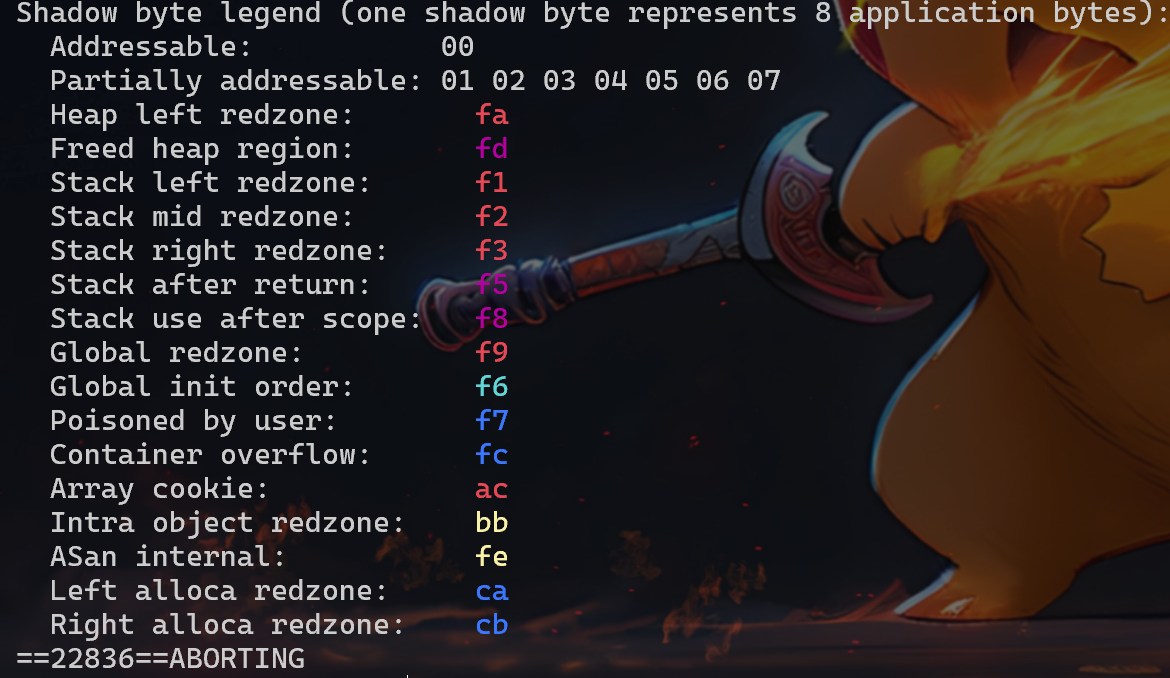 Shadow byte legend (one shadow byte represents 8 application bytes):
  Addressable:           00
  Partially addressable: 01 02 03 04 05 06 07
  Heap left redzone:       fa
  Freed heap region:       fd
  Stack left redzone:      f1
  Stack mid redzone:       f2
  Stack right redzone:     f3
  Stack after return:      f5
  Stack use after scope:   f8
  Global redzone:          f9
  Global init order:       f6
  Poisoned by user:        f7
  Container overflow:      fc
  Array cookie:            ac
  Intra object redzone:    bb
  ASan internal:           fe
  Left alloca redzone:     ca
  Right alloca redzone:    cb
==22836==ABORTING